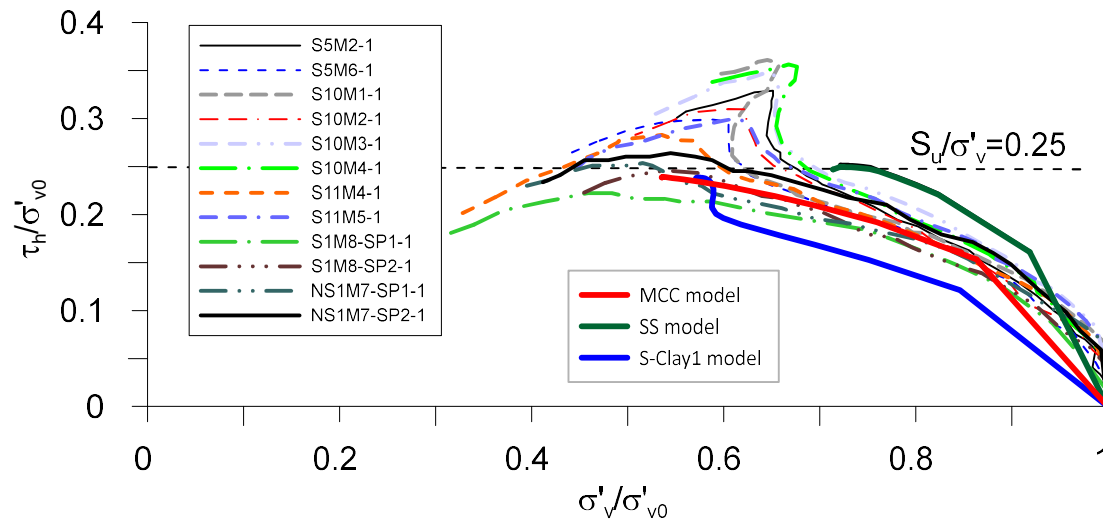 0.4
0.3
0.2
0.1
0
τh/σ'v0
S5M2-1
S5M6-1
S10M1-1
S10M2-1
S10M3-1
S10M4-1
S11M4-1
S11M5-1
S1M8-SP1-1
S1M8-SP2-1
NS1M7-SP1-1
NS1M7-SP2-1
Su/σ'v=0.25
MCC model
SS model
S-Clay1 model
0 0.2 0.4 0.6 0.8 1
σ'v/σ'v0